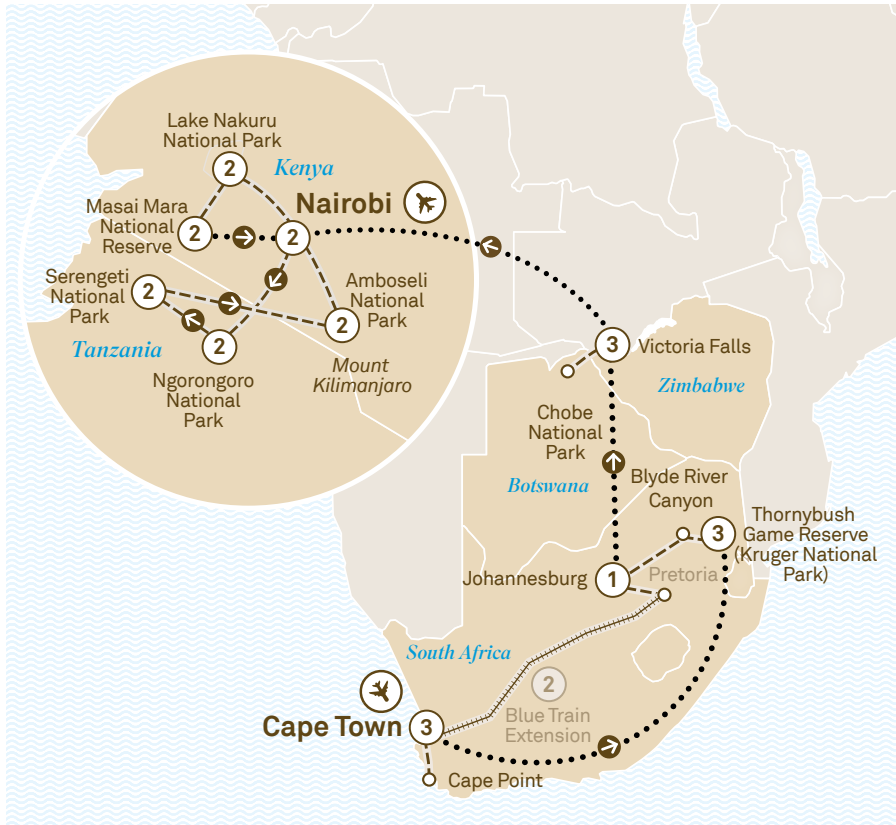 Lake Nakuru
National Park
2
Kenya
Masai Mara
National
Reserve
2
Nairobi
2
Serengeti
National
Park
2
Amboseli
National
Park
2
Tanzania
2
Mount
Kilimanjaro
Ngorongoro
National
Park
3
Victoria Falls
Zimbabwe
Chobe
National
Park
Botswana
Blyde River
Canyon
Thornybush
Game Reserve
(Kruger National
Park)
3
Johannesburg
1
Pretoria
South Africa
2
Blue Train
Extension
Cape Town
3
Cape Point